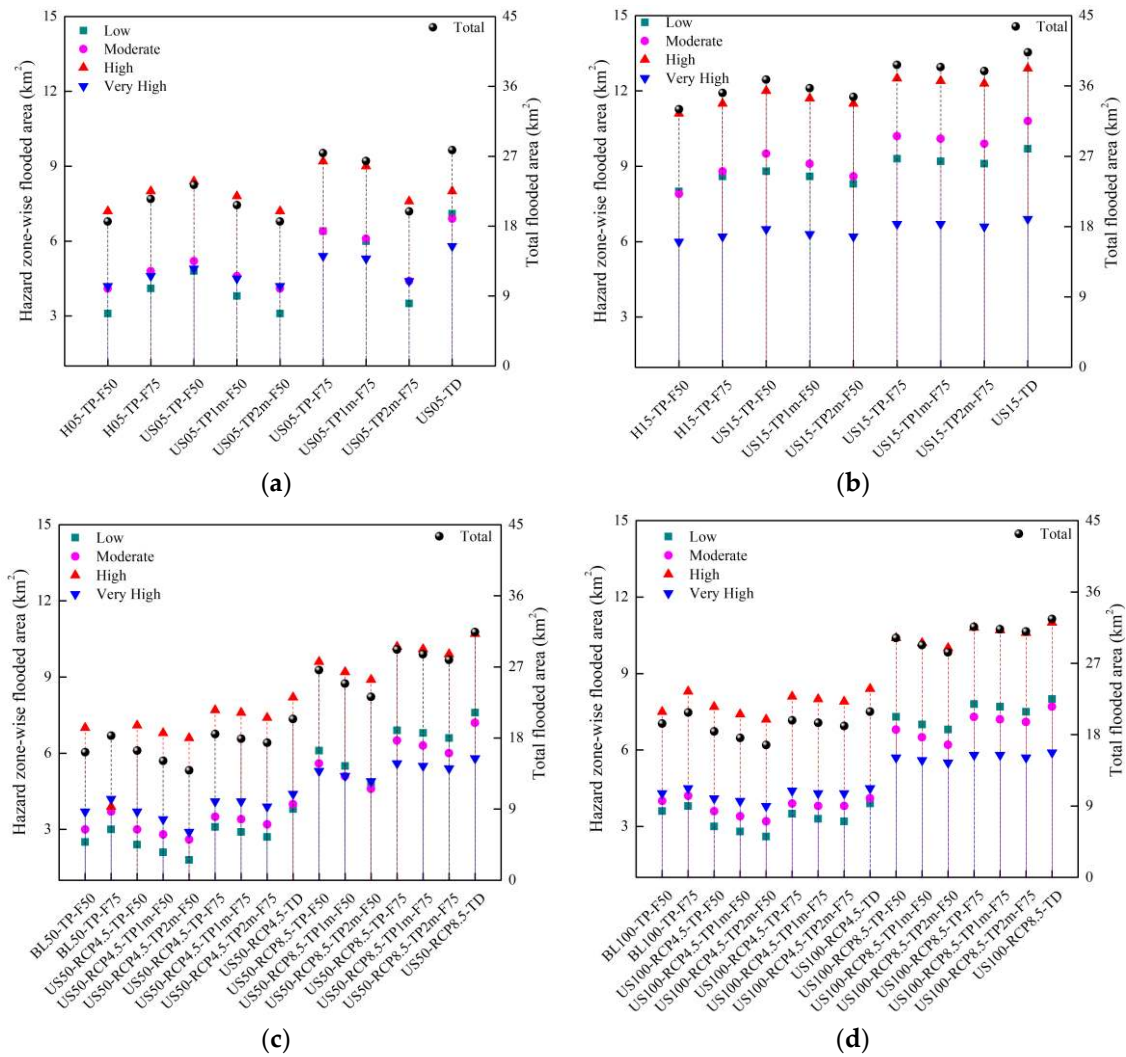 15
12
9
6
3
Hazard zone-wise flooded area (km²)
Low
Moderate
High
Very High
Total
45
36
27
18
9
0
Total flooded area (km²)
H05-TP-F50
H05-TP-F75
US05-TP-F50
US05-TP1m-F50
US05-TP2m-F50
US05-TP-F75
US05-TP1m-F75
US05-TP2m-F75
US05-TD
(a)
15
12
9
6
3
Hazard zone-wise flooded area (km²)
Low
Moderate
High
Very High
Total
45
36
27
18
9
0
Total flooded area (km²)
H15-TP-F50
H15-TP-F75
US15-TP-F50
US15-TP1m-F50
US15-TP2m-F50
US15-TP-F75
US15-TP1m-F75
US15-TP2m-F75
US15-TD
(b)
15
12
9
6
3
Hazard zone-wise flooded area (km²)
Low
Moderate
High
Very High
Total
45
36
27
18
9
0
Total flooded area (km²)
BL50-TP-F50
BL50-TP-F75
US50-RCP4.5-TP-F50
US50-RCP4.5-TP1m-F50
US50-RCP4.5-TP2m-F50
US50-RCP4.5-TP-F75
US50-RCP4.5-TP1m-F75
US50-RCP4.5-TP2m-F75
US50-RCP4.5-TD
US50-RCP8.5-TP-F50
US50-RCP8.5-TP1m-F50
US50-RCP8.5-TP2m-F50
US50-RCP8.5-TP-F75
US50-RCP8.5-TP1m-F75
US50-RCP8.5-TP2m-F75
US50-RCP8.5-TD
(c)
15
12
9
6
3
Hazard zone-wise flooded area (km²)
Low
Moderate
High
Very High
Total
45
36
27
18
9
0
Total flooded area (km²)
BL100-TP-F50
BL100-TP-F75
US100-RCP4.5-TP-F50
US100-RCP4.5-TP1m-F50
US100-RCP4.5-TP2m-F50
US100-RCP4.5-TP-F75
US100-RCP4.5-TP1m-F75
US100-RCP4.5-TP2m-F75
US100-RCP4.5-TD
US100-RCP8.5-TP-F50
US100-RCP8.5-TP1m-F50
US100-RCP8.5-TP2m-F50
US100-RCP8.5-TP-F75
US100-RCP8.5-TP1m-F75
US100-RCP8.5-TP2m-F75
US100-RCP8.5-TD
(d)